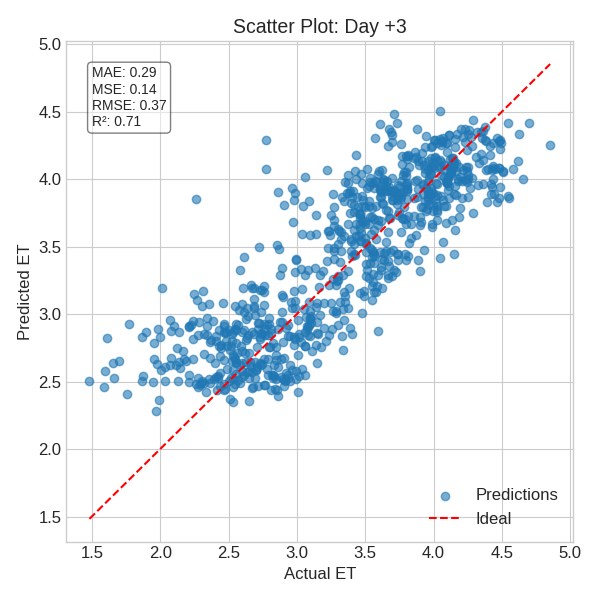 Scatter Plot: Day +3
MAE: 0.29
MSE: 0.14
RMSE: 0.37
R²: 0.71
5.0
4.5
4.0
3.5
3.0
2.5
2.0
1.5
Predicted ET
Predictions
Ideal
1.5 2.0 2.5 3.0 3.5 4.0 4.5 5.0
Actual ET